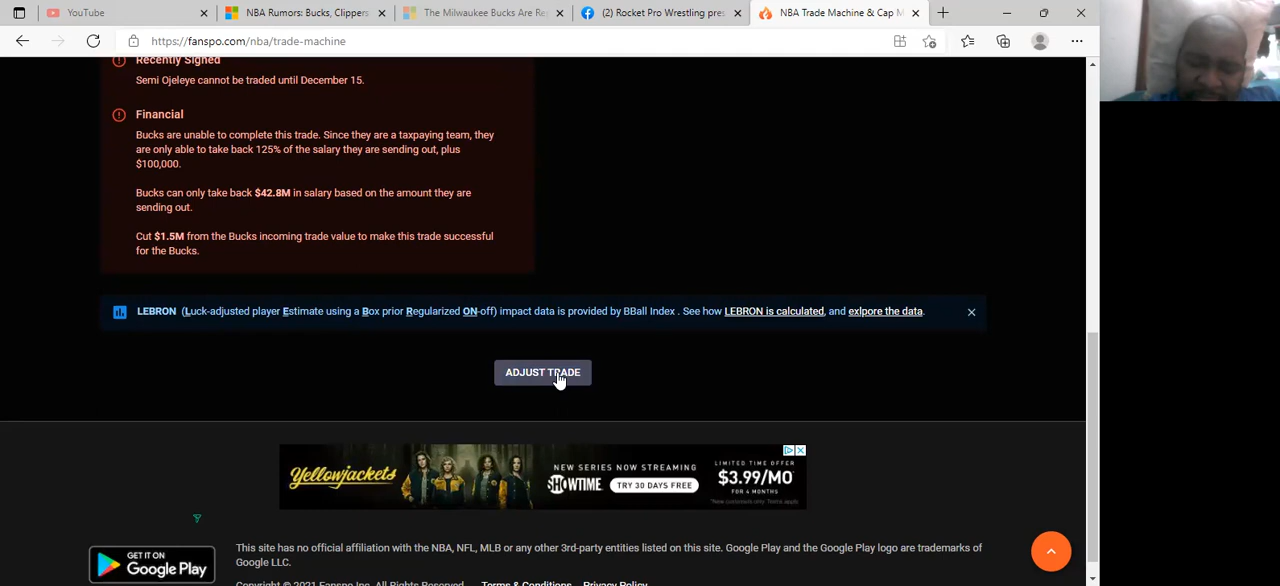 YouTube
NBA Rumors: Bucks, Clippers
The Milwaukee Bucks Are Re
(2) Rocket Pro Wrestling pres
NBA Trade Machine & Cap M
https://fanspo.com/nba/trade-machine
Recently Signed
Semi Ojeleye cannot be traded until December 15.
Financial
Bucks are unable to complete this trade. Since they are a taxpaying team, they
are only able to take back 125% of the salary they are sending out, plus
$100,000.
Bucks can only take back $42.8M in salary based on the amount they are
sending out.
Cut $1.5M from the Bucks incoming trade value to make this trade successful
for the Bucks.
LEBRON (Luck-adjusted player Estimate using a Box prior Regularized ON-off) impact data is provided by BBall Index . See how LEBRON is calculated, and exlpore the data.
ADJUST TRADE
YELLOWJACKETS
NEW SERIES NOW STREAMING
SHOWTIME TRY 30 DAYS FREE
LIMITED TIME OFFER
$3.99/MO
FOR 4 MONTHS
GET IT ON
Google Play
This site has no official affiliation with the NBA, NFL, MLB or any other 3rd-party entities listed on this site. Google Play and the Google Play logo are trademarks of
Google LLC.
Copyright © 2021 Fanspo Inc. All Rights Reserved. Terms & Conditions Privacy Policy